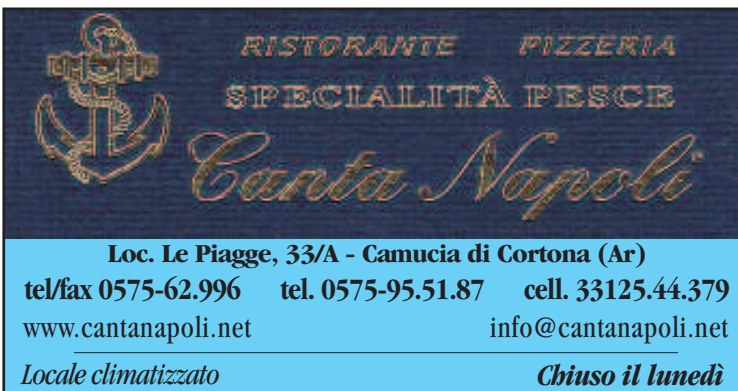 RISTORANTE PIZZERIA
SPECIALITÀ PESCE
Canta Napoli
Loc. Le Piagge, 33/A - Camucia di Cortona (Ar)
tel/fax 0575-62.996 tel. 0575-95.51.87 cell. 33125.44.379
www.cantanapoli.net info@cantanapoli.net
Locale climatizzato Chiuso il lunedì